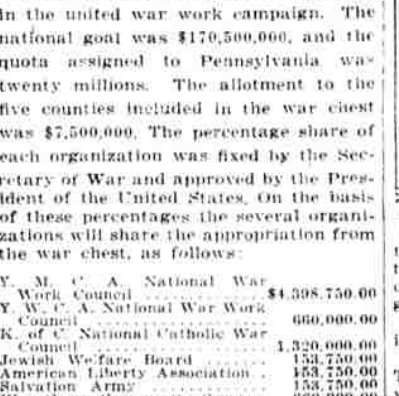 in the united war work campaign. The
national goal was $170,500,000, and the
quota assigned to Pennsylvania was
twenty millions. The allotment to the
five counties included in the war chest
was $7,500,000. The percentage share of
each organization was fixed by the Sec-
retary of War and approved by the Pres-
ident of the United States. On the basis
of these percentages the several organi-
zations will share the appropriation from
the war chest, as follows:
Y. M. C. A. National War
Work Council ............... $4,398,750.00
Y. W. C. A. National War Work
Council ................... 660,000.00
K. of C. National Catholic War
Council ................... 1,320,000.00
Jewish Welfare Board ........ 153,750.00
American Liberty Association.. 153,750.00
Salvation Army .............. 153,750.00